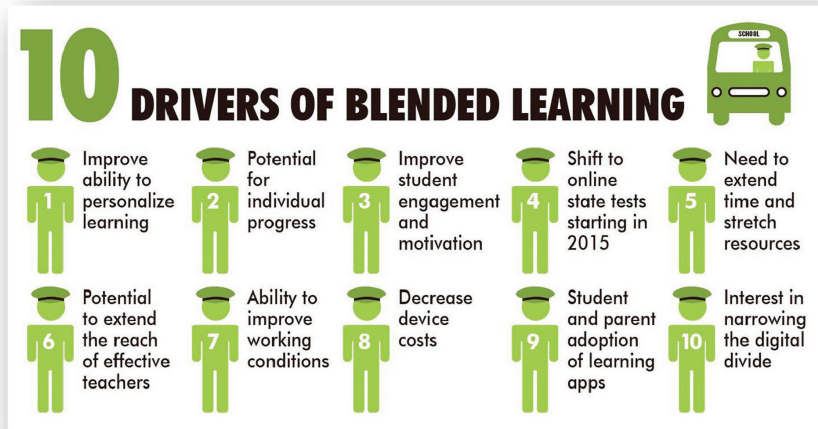 SCHOOL
10 DRIVERS OF BLENDED LEARNING
1
Improve
ability to
personalize
learning
2
Potential
for
individual
progress
3
Improve
student
engagement
and
motivation
4
Shift to
online
state tests
starting in
2015
5
Need to
extend
time and
stretch
resources
6
Potential
to extend
the reach
of effective
teachers
7
Ability to
improve
working
conditions
8
Decrease
device
costs
9
Student
and parent
adoption
of learning
apps
10
Interest in
narrowing
the digital
divide